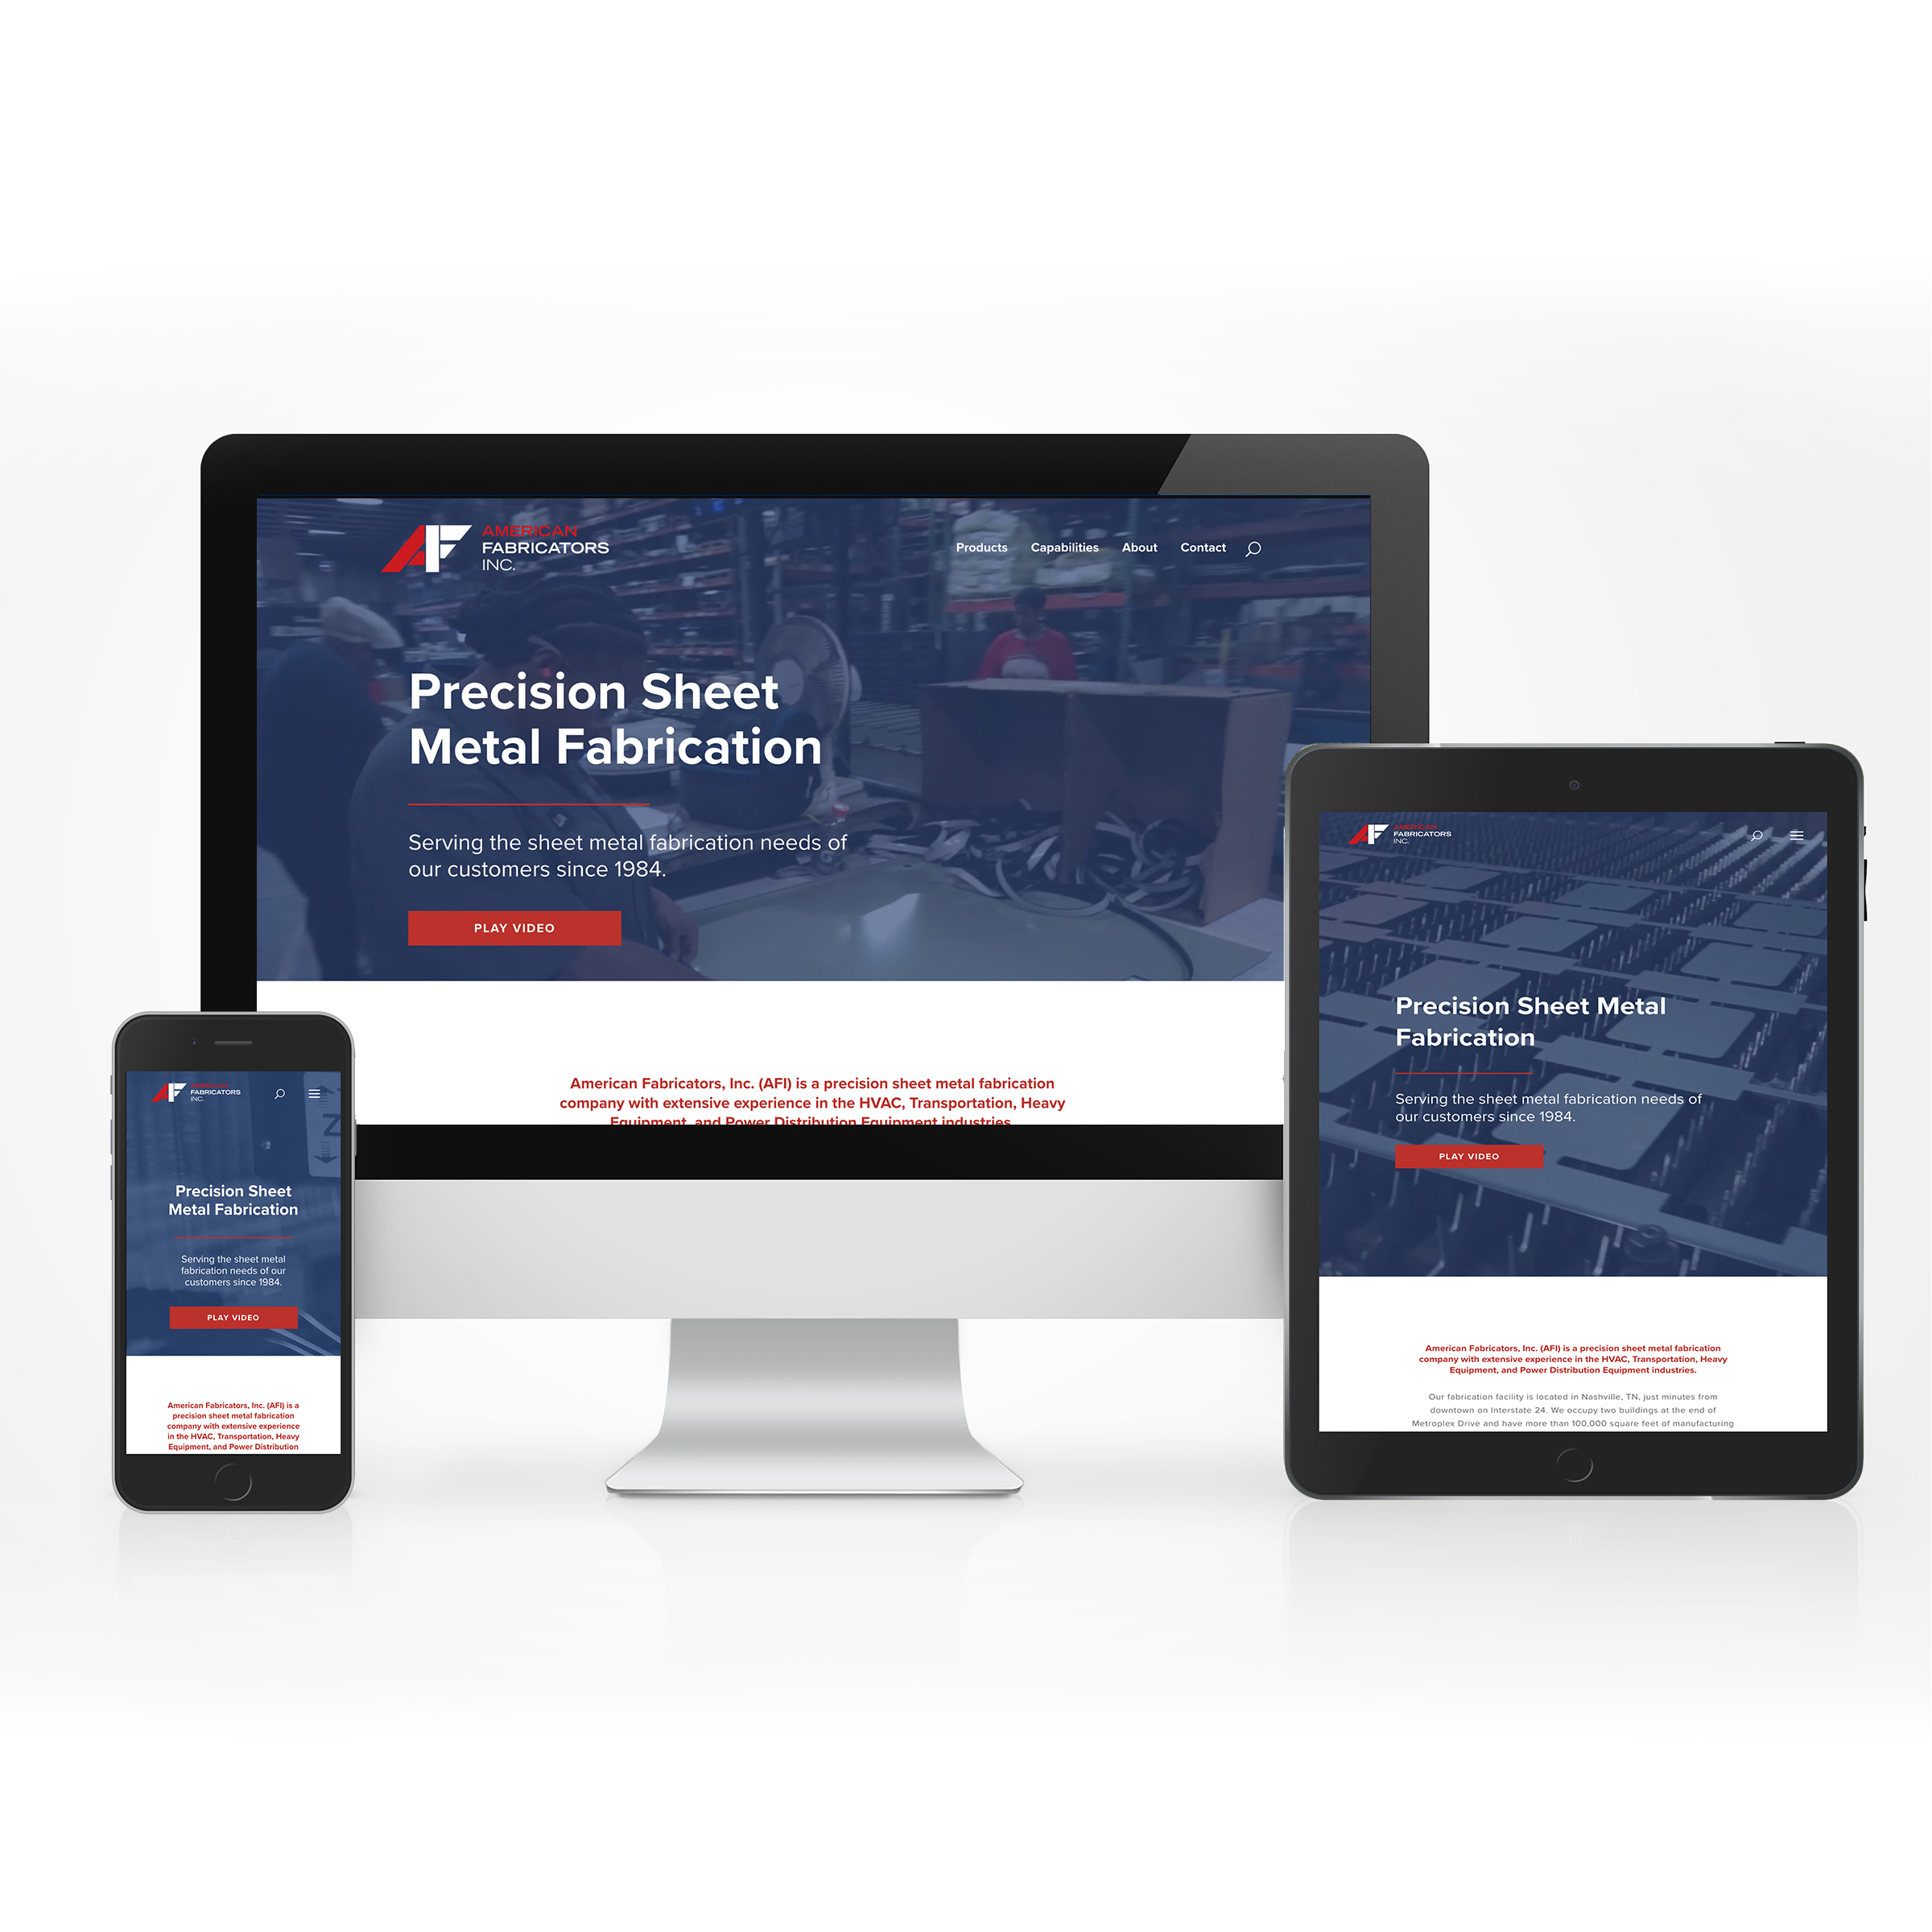 AMERICAN
FABRICATORS
INC.
Products Capabilities About Contact
Precision Sheet
Metal Fabrication
Serving the sheet metal fabrication needs of
our customers since 1984.
PLAY VIDEO
American Fabricators, Inc. (AFI) is a precision sheet metal fabrication
company with extensive experience in the HVAC, Transportation, Heavy
Equipment, and Power Distribution Equipment industries.
AF
AMERICAN
FABRICATORS
INC.
Z
Precision Sheet
Metal Fabrication
Serving the sheet metal
fabrication needs of our
customers since 1984.
PLAY VIDEO
American Fabricators, Inc. (AFI) is a
precision sheet metal fabrication
company with extensive experience
in the HVAC, Transportation, Heavy
Equipment, and Power Distribution
AF
AMERICAN
FABRICATORS
INC.
Precision Sheet Metal
Fabrication
Serving the sheet metal fabrication needs of
our customers since 1984.
PLAY VIDEO
American Fabricators, Inc. (AFI) is a precision sheet metal fabrication
company with extensive experience in the HVAC, Transportation, Heavy
Equipment, and Power Distribution Equipment industries.
Our fabrication facility is located in Nashville, TN, just minutes from
downtown on Interstate 24. We occupy two buildings at the end of
Metroplex Drive and have more than 100,000 square feet of manufacturing